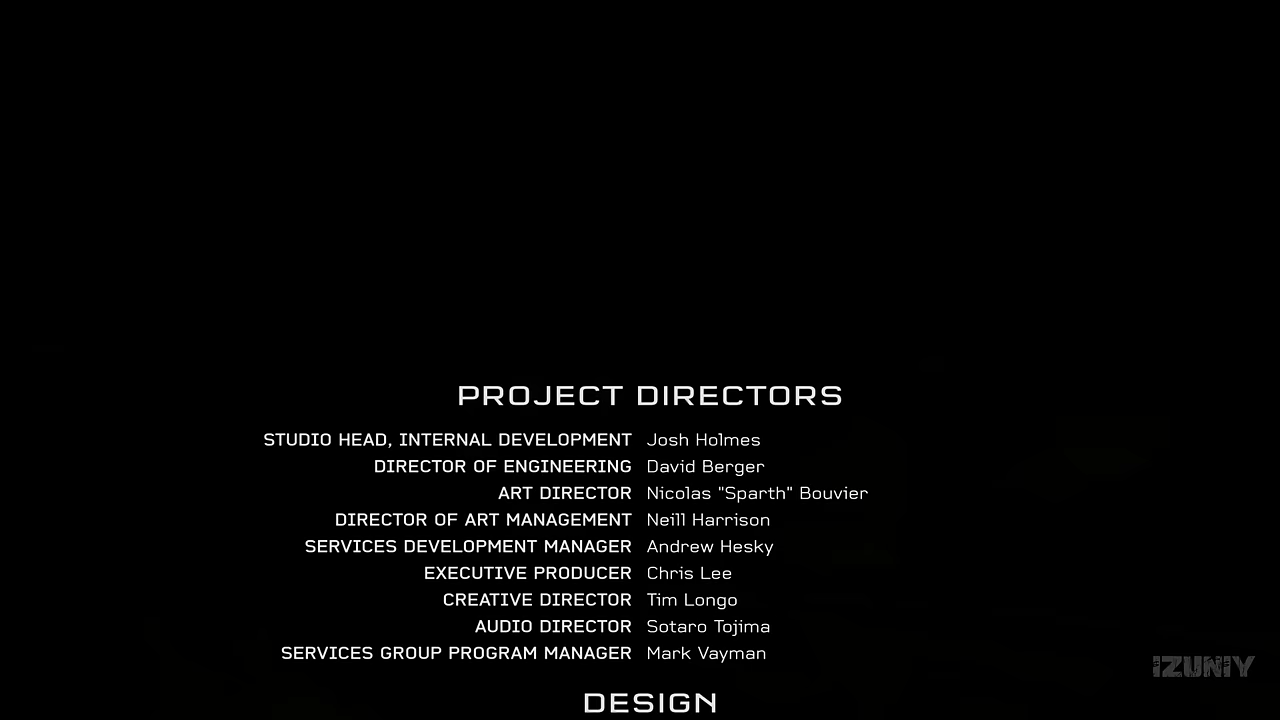 PROJECT DIRECTORS
STUDIO HEAD, INTERNAL DEVELOPMENT Josh Holmes
DIRECTOR OF ENGINEERING David Berger
ART DIRECTOR Nicolas "Sparth" Bouvier
DIRECTOR OF ART MANAGEMENT Neill Harrison
SERVICES DEVELOPMENT MANAGER Andrew Hesky
EXECUTIVE PRODUCER Chris Lee
CREATIVE DIRECTOR Tim Longo
AUDIO DIRECTOR Sotaro Tojima
SERVICES GROUP PROGRAM MANAGER Mark Vayman
IZUNIY
DESIGN